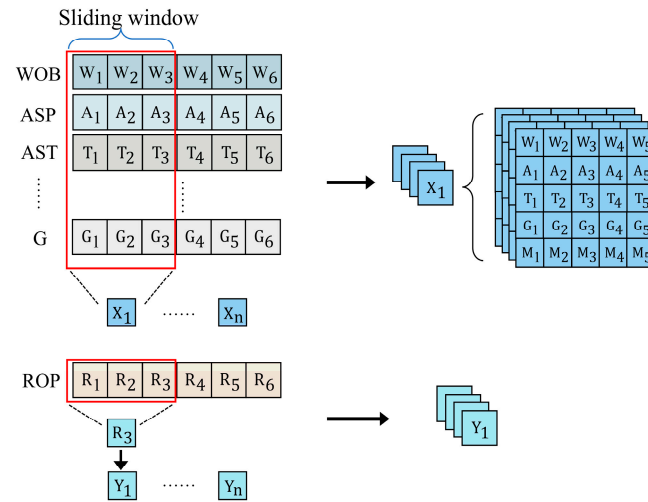 Sliding window
WOB W1 W2 W3 W4 W5 W6
ASP A1 A2 A3 A4 A5 A6
AST T1 T2 T3 T4 T5 T6
G G1 G2 G3 G4 G5 G6
X1 ...... Xn
X1
W1 W2 W3 W4 W5
A1 A2 A3 A4 A5
T1 T2 T3 T4 T5
G1 G2 G3 G4 G5
M1 M2 M3 M4 M5
ROP R1 R2 R3 R4 R5 R6
R3
Y1 ...... Yn
Y1